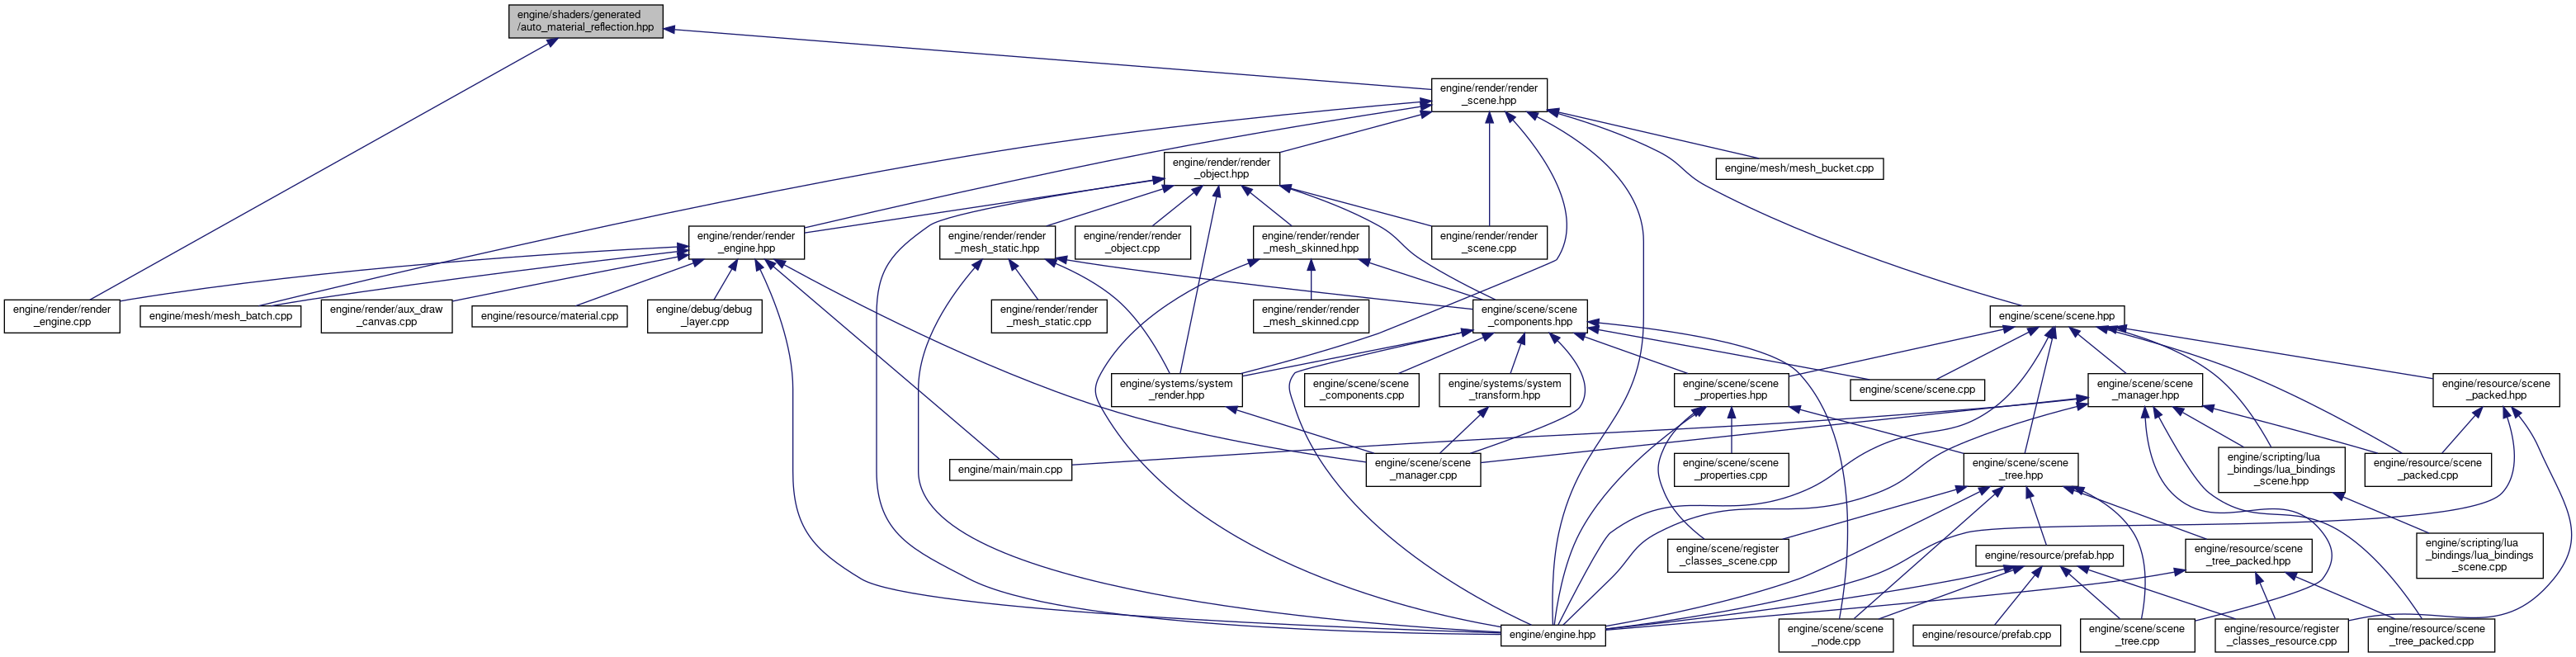 engine/shaders/generated
/auto_material_reflection.hpp
engine/render/render
_scene.hpp
engine/render/render
_object.hpp
engine/mesh/mesh_bucket.cpp
engine/render/render
_engine.hpp
engine/render/render
_mesh_static.hpp
engine/render/render
_object.cpp
engine/render/render
_mesh_skinned.hpp
engine/render/render
_scene.cpp
engine/render/render
_engine.cpp
engine/mesh/mesh_batch.cpp
engine/render/aux_draw
_canvas.cpp
engine/resource/material.cpp
engine/debug/debug
_layer.cpp
engine/render/render
_mesh_static.cpp
engine/render/render
_mesh_skinned.cpp
engine/scene/scene
_components.hpp
engine/scene/scene.hpp
engine/systems/system
_render.hpp
engine/scene/scene
_components.cpp
engine/systems/system
_transform.hpp
engine/scene/scene
_properties.hpp
engine/scene/scene.cpp
engine/scene/scene
_manager.hpp
engine/resource/scene
_packed.hpp
engine/main/main.cpp
engine/scene/scene
_manager.cpp
engine/scene/scene
_properties.cpp
engine/scene/scene
_tree.hpp
engine/scripting/lua
_bindings/lua_bindings
_scene.hpp
engine/resource/scene
_packed.cpp
engine/scene/register
_classes_scene.cpp
engine/resource/prefab.hpp
engine/resource/scene
_tree_packed.hpp
engine/scripting/lua
_bindings/lua_bindings
_scene.cpp
engine/engine.hpp
engine/scene/scene
_node.cpp
engine/resource/prefab.cpp
engine/scene/scene
_tree.cpp
engine/resource/register
_classes_resource.cpp
engine/resource/scene
_tree_packed.cpp